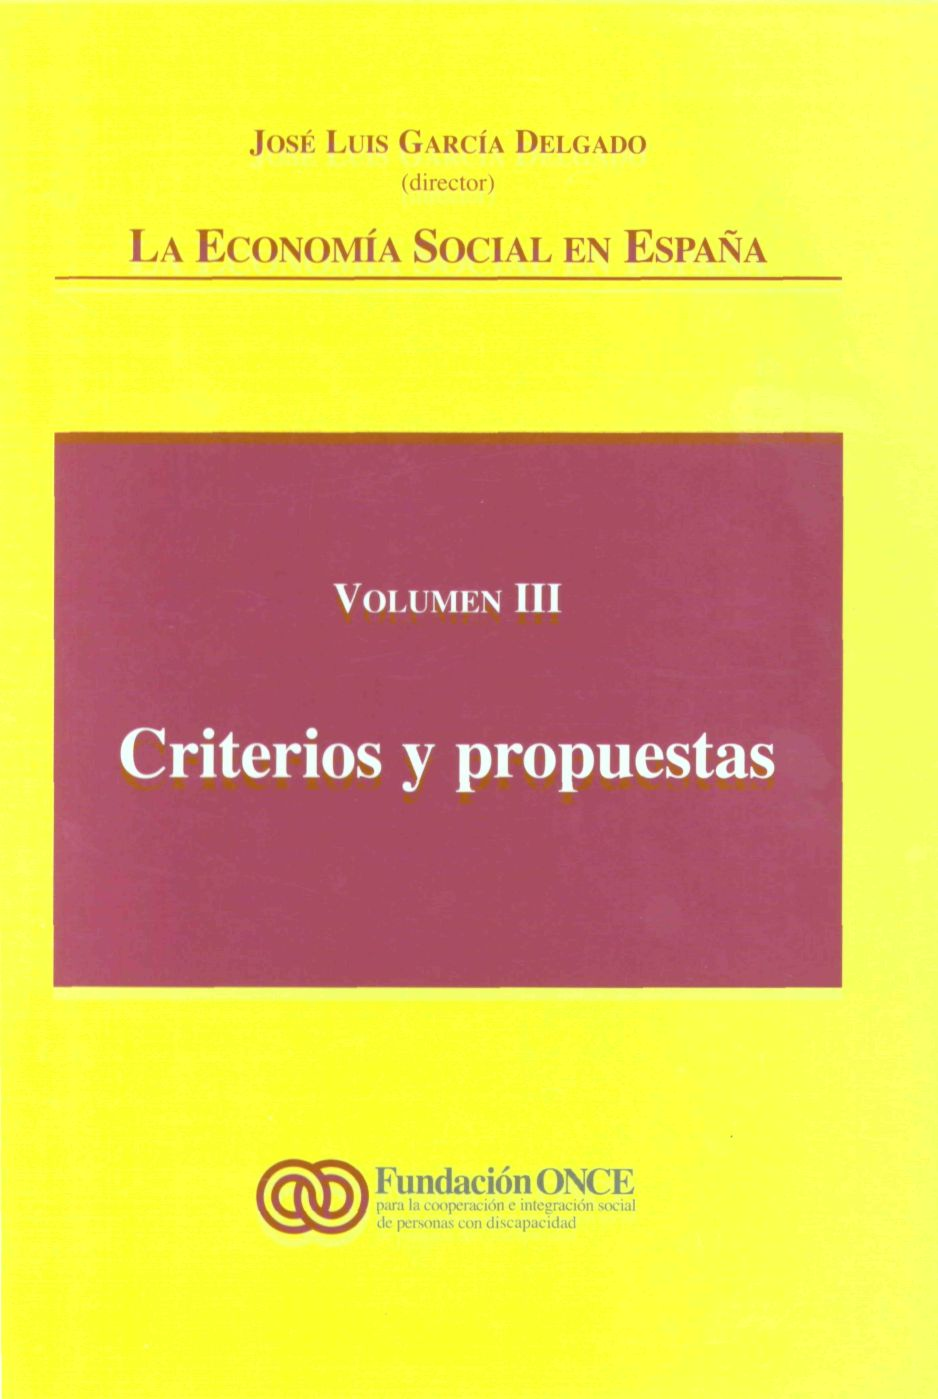 JOSÉ LUIS GARCÍA DELGADO
(director)
LA ECONOMÍA SOCIAL EN ESPAÑA
VOLUMEN III
Criterios y propuestas
Fundación ONCE
para la cooperación e integración social
de personas con discapacidad